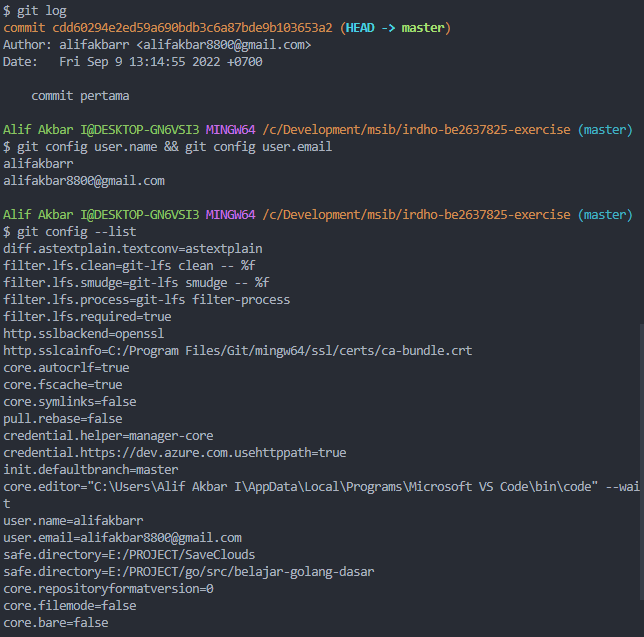 $ git log
commit cdd60294e2ed59a690bdb3c6a87bde9b103653a2 (HEAD -> master)
Author: alifakbarr <alifakbar8800@gmail.com>
Date:   Fri Sep 9 13:14:55 2022 +0700

    commit pertama

Alif Akbar I@DESKTOP-GN6VSI3 MINGW64 /c/Development/msib/irdho-be2637825-exercise (master)
$ git config user.name && git config user.email
alifakbarr
alifakbar8800@gmail.com

Alif Akbar I@DESKTOP-GN6VSI3 MINGW64 /c/Development/msib/irdho-be2637825-exercise (master)
$ git config --list
diff.astextplain.textconv=astextplain
filter.lfs.clean=git-lfs clean -- %f
filter.lfs.smudge=git-lfs smudge -- %f
filter.lfs.process=git-lfs filter-process
filter.lfs.required=true
http.sslbackend=openssl
http.sslcainfo=C:/Program Files/Git/mingw64/ssl/certs/ca-bundle.crt
core.autocrlf=true
core.fscache=true
core.symlinks=false
pull.rebase=false
credential.helper=manager-core
credential.https://dev.azure.com.usehttppath=true
init.defaultbranch=master
core.editor="C:\Users\Alif Akbar I\AppData\Local\Programs\Microsoft VS Code\bin\code" --wai
t
user.name=alifakbarr
user.email=alifakbar8800@gmail.com
safe.directory=E:/PROJECT/SaveClouds
safe.directory=E:/PROJECT/go/src/belajar-golang-dasar
core.repositoryformatversion=0
core.filemode=false
core.bare=false